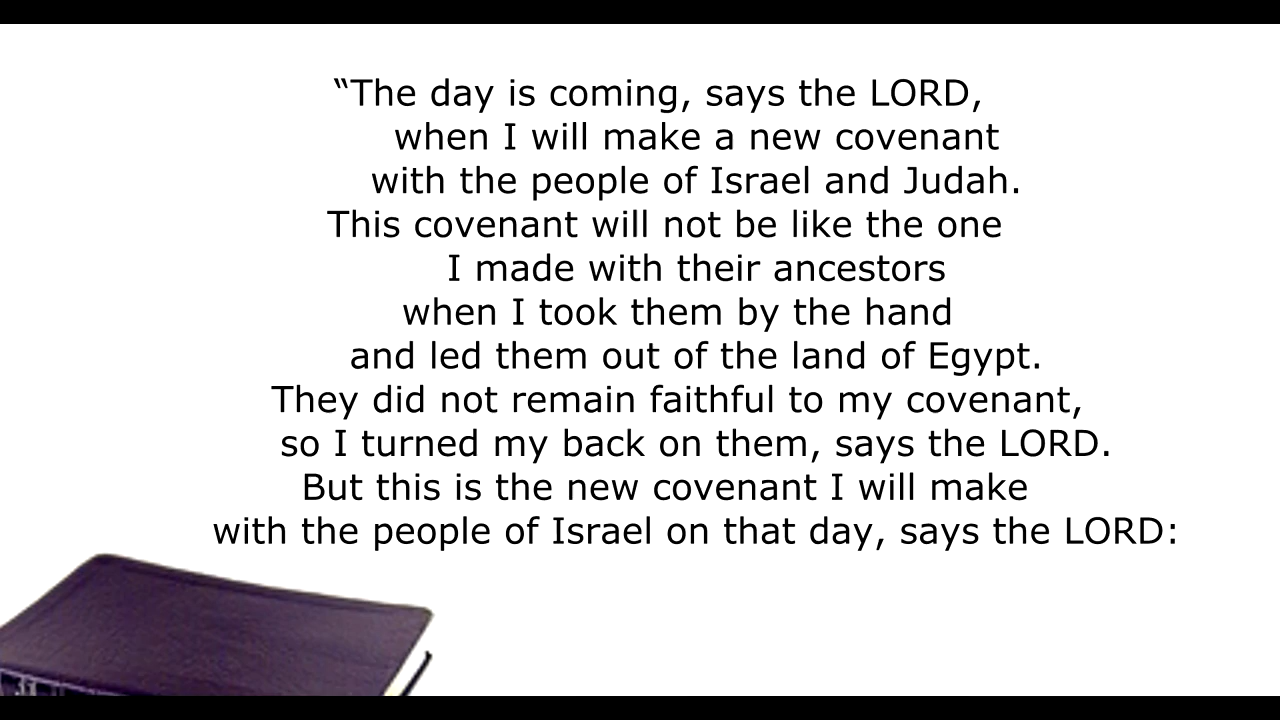 “The day is coming, says the LORD,
when I will make a new covenant
with the people of Israel and Judah.
This covenant will not be like the one
I made with their ancestors
when I took them by the hand
and led them out of the land of Egypt.
They did not remain faithful to my covenant,
so I turned my back on them, says the LORD.
But this is the new covenant I will make
with the people of Israel on that day, says the LORD: